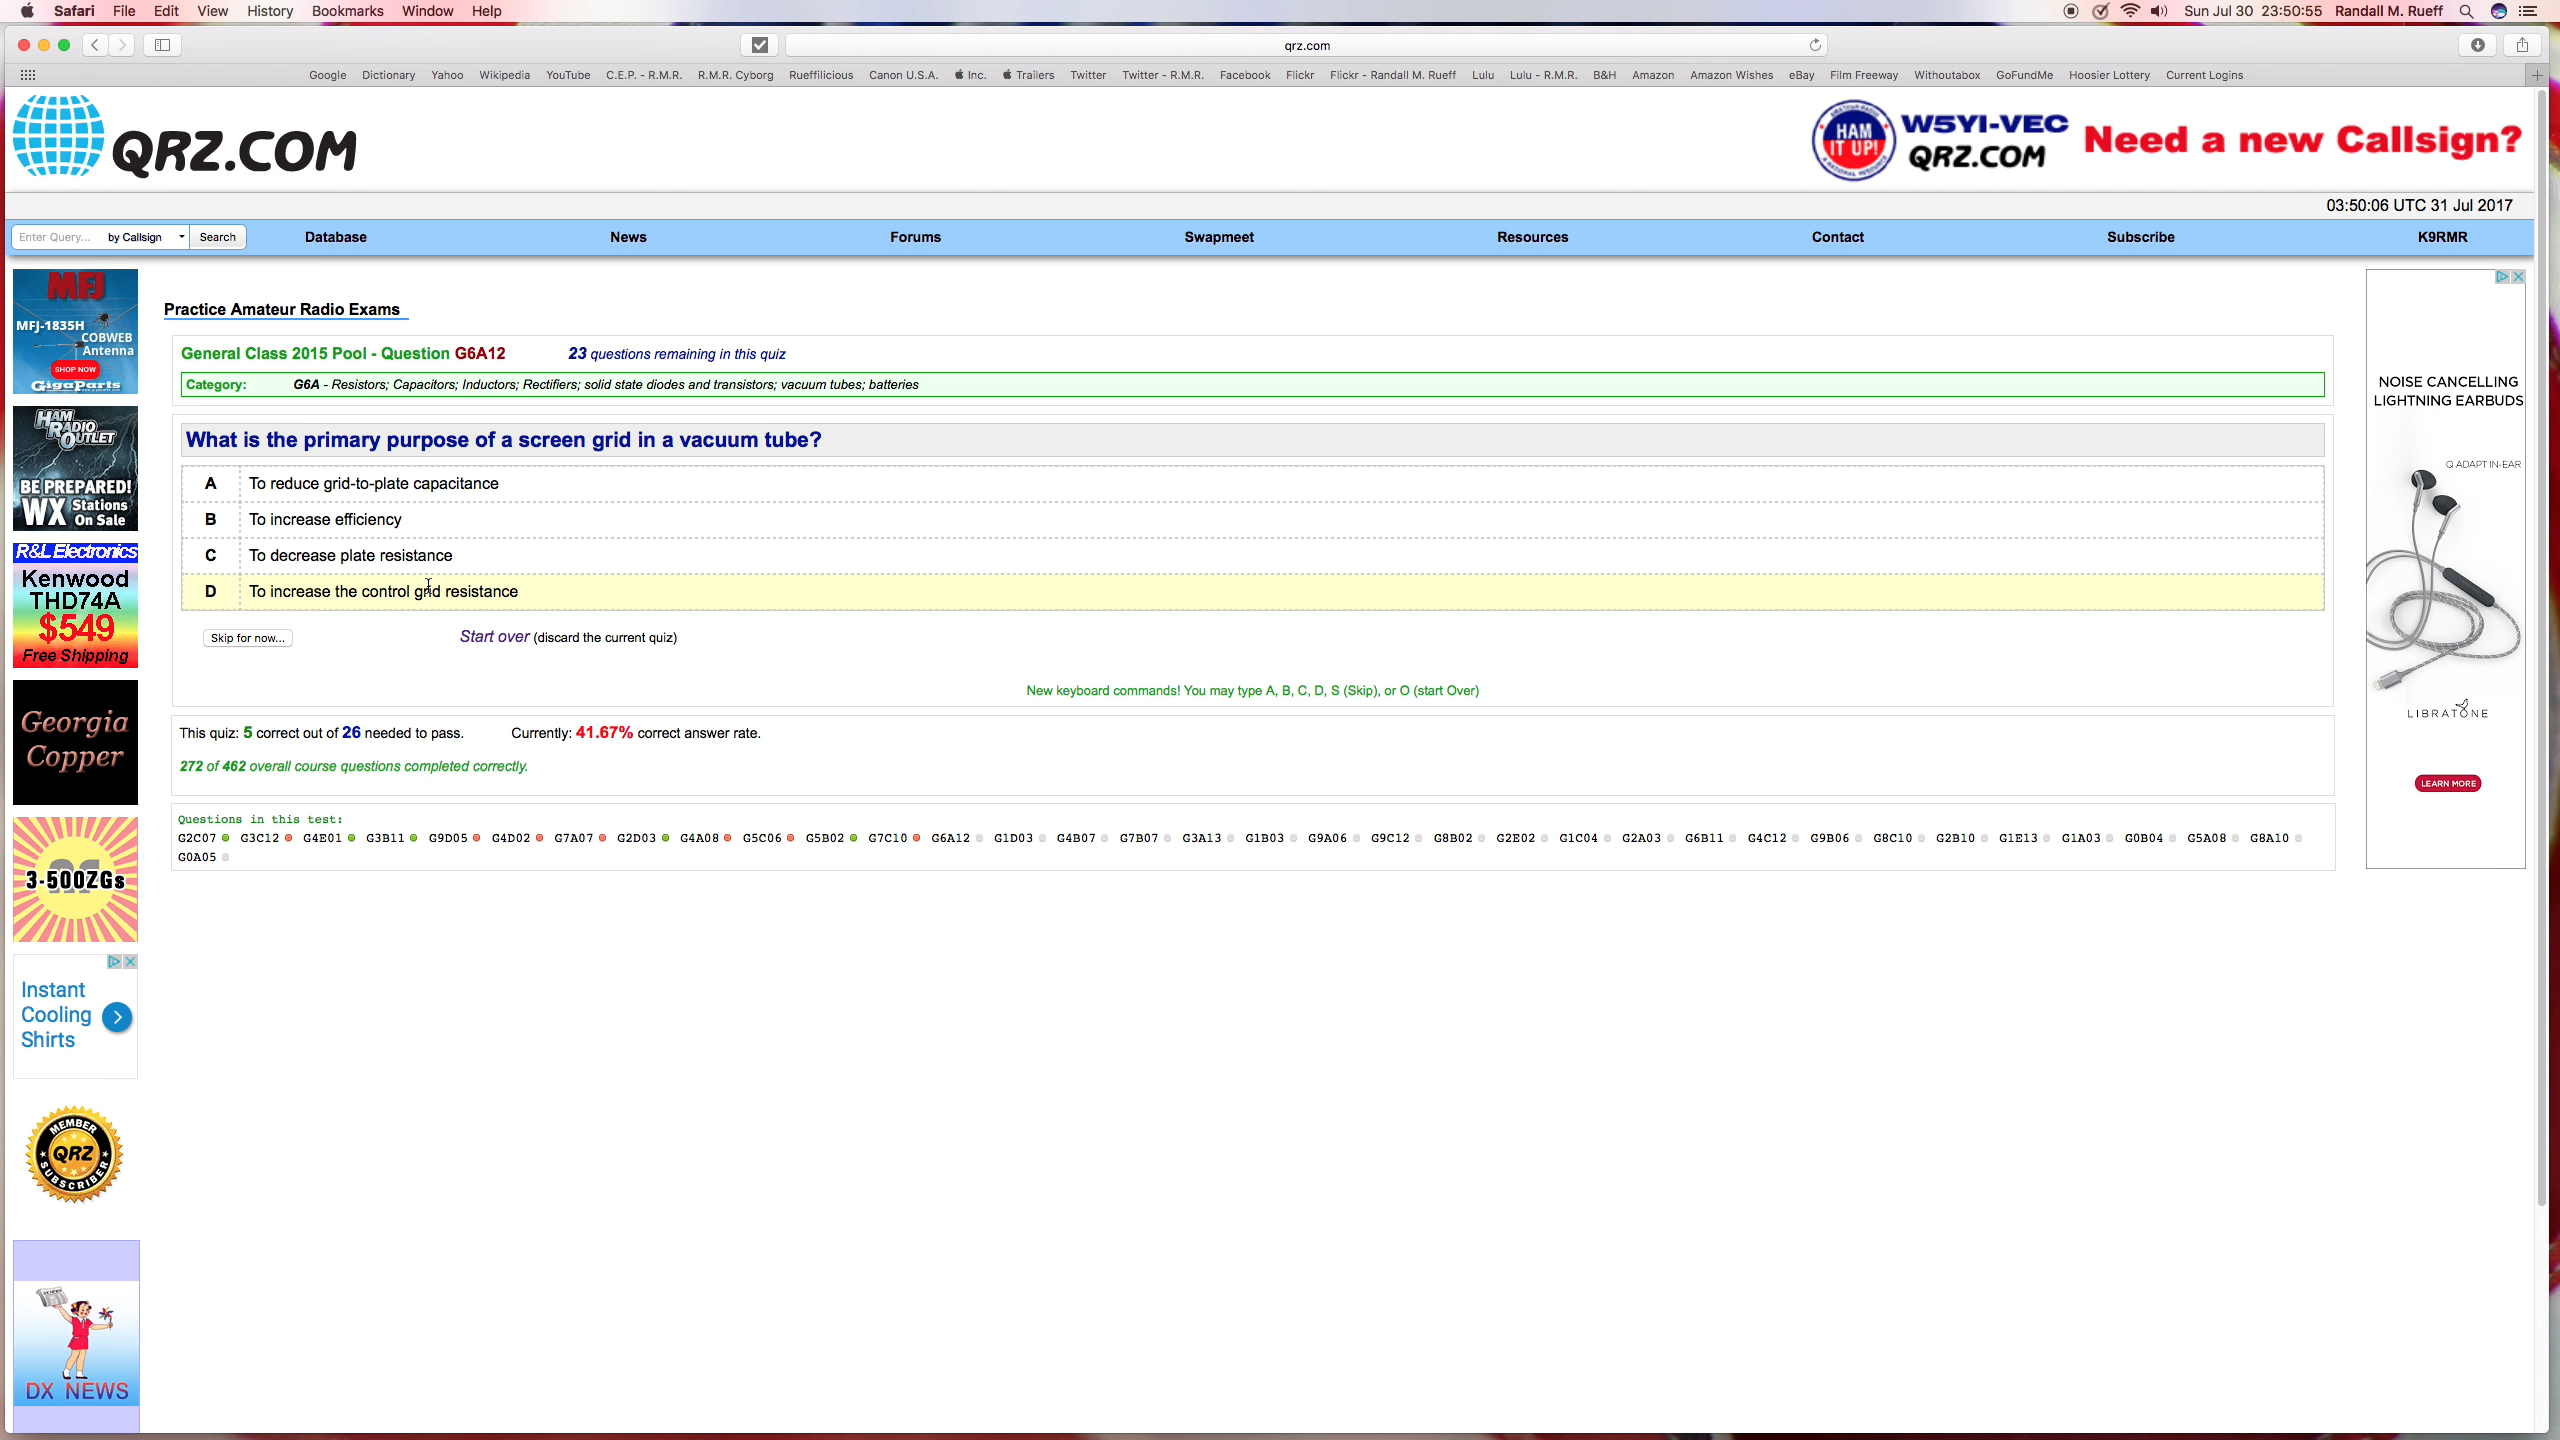 Safari File Edit View History Bookmarks Window Help
Sun Jul 30 23:50:55 Randall M. Rueff
qrz.com
Google Dictionary Yahoo Wikipedia YouTube C.E.P. - R.M.R. R.M.R. Cyborg Rueffilicious Canon U.S.A. Inc. Trailers Twitter Twitter - R.M.R. Facebook Flickr Flickr - Randall M. Rueff Lulu Lulu - R.M.R. B&H Amazon Amazon Wishes eBay Film Freeway Withoutabox GoFundMe Hoosier Lottery Current Logins
QRZ.COM
HAM IT UP!
W5YI-VEC
QRZ.COM
Need a new Callsign?
03:50:06 UTC 31 Jul 2017
Enter Query... by Callsign Search Database News Forums Swapmeet Resources Contact Subscribe K9RMR
MFJ
MFJ-1835H
COBWEB
Antenna
SHOP NOW
GigaParts
HAM
RADIO
OUTLET
BE PREPARED!
WX Stations
On Sale
R&L Electronics
Kenwood
THD74A
$549
Free Shipping
Georgia
Copper
3-500ZGs
Instant
Cooling
Shirts
MEMBER
QRZ
SUBSCRIBER
DX NEWS
Practice Amateur Radio Exams
General Class 2015 Pool - Question G6A12 23 questions remaining in this quiz
Category: G6A - Resistors; Capacitors; Inductors; Rectifiers; solid state diodes and transistors; vacuum tubes; batteries
What is the primary purpose of a screen grid in a vacuum tube?
A To reduce grid-to-plate capacitance
B To increase efficiency
C To decrease plate resistance
D To increase the control grid resistance
Skip for now... Start over (discard the current quiz)
New keyboard commands! You may type A, B, C, D, S (Skip), or O (start Over)
This quiz: 5 correct out of 26 needed to pass. Currently: 41.67% correct answer rate.
272 of 462 overall course questions completed correctly.
Questions in this test:
G2C07 G3C12 G4E01 G3B11 G9D05 G4D02 G7A07 G2D03 G4A08 G5C06 G5B02 G7C10 G6A12 G1D03 G4B07 G7B07 G3A13 G1B03 G9A06 G9C12 G8B02 G2E02 G1C04 G2A03 G6B11 G4C12 G9B06 G8C10 G2B10 G1E13 G1A03 G0B04 G5A08 G8A10
G0A05
NOISE CANCELLING
LIGHTNING EARBUDS
Q ADAPT IN-EAR
LIBRATONE
LEARN MORE